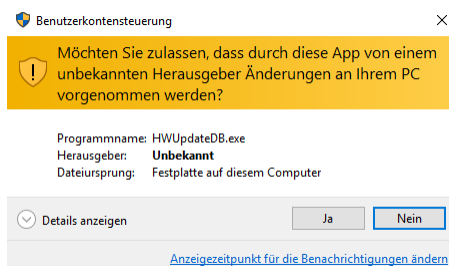 Benutzerkontensteuerung
Möchten Sie zulassen, dass durch diese App von einem
unbekannten Herausgeber Änderungen an Ihrem PC
vorgenommen werden?
Programmname: HWUpdateDB.exe
Herausgeber: Unbekannt
Dateiursprung: Festplatte auf diesem Computer
Details anzeigen
Ja
Nein
Anzeigezeitpunkt für die Benachrichtigungen ändern